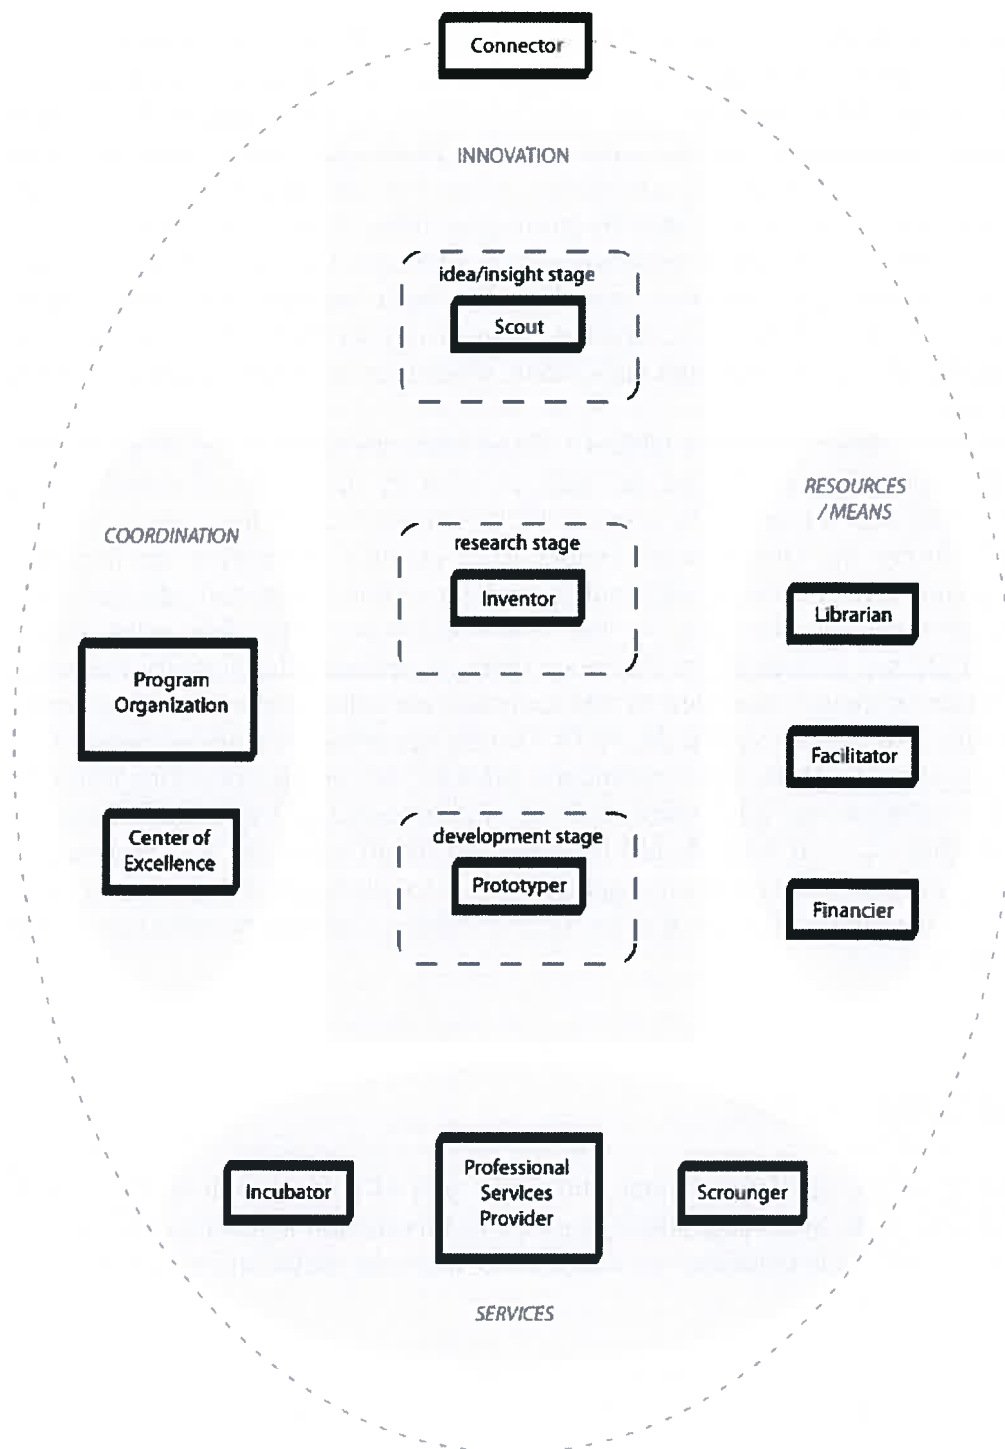 Connector
INNOVATION
idea/insight stage
Scout
RESOURCES
/ MEANS
COORDINATION
research stage
Inventor
Librarian
Program
Organization
Facilitator
development stage
Center of
Excellence
Prototyper
Financier
Incubator
Professional
Services
Provider
Scrounger
SERVICES